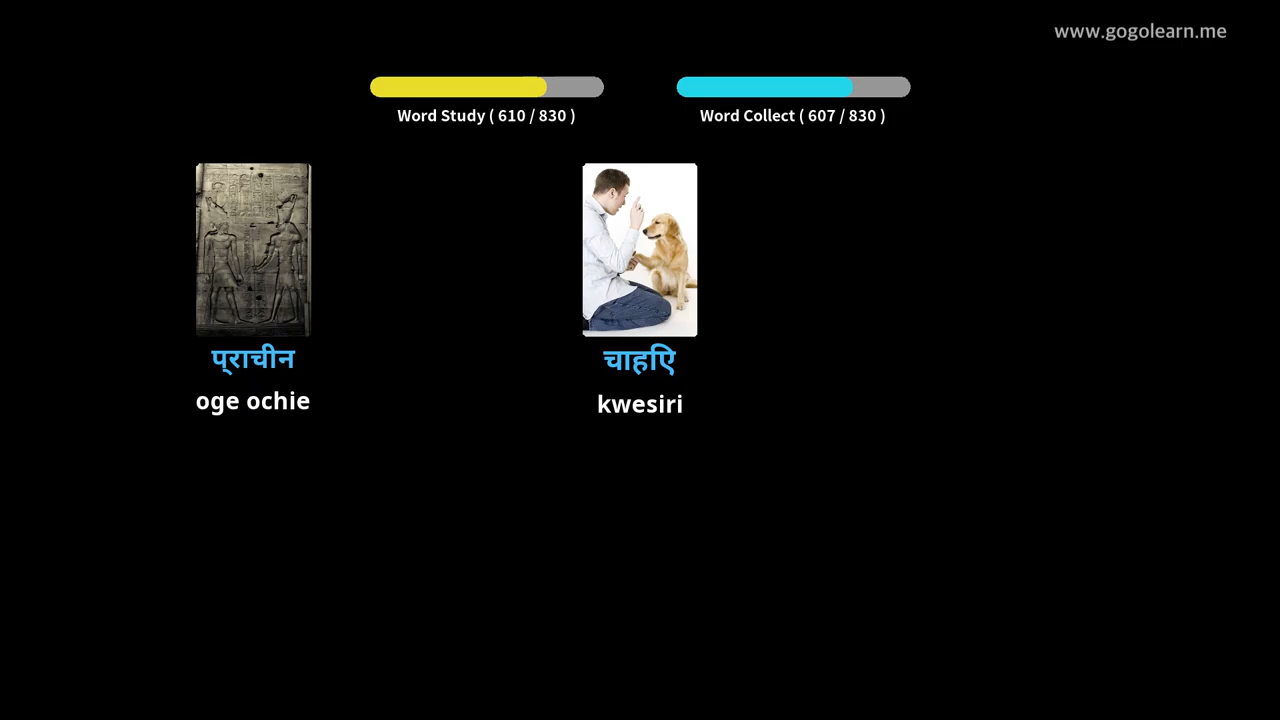 www.gogolearn.me
Word Study ( 610 / 830 )
Word Collect ( 607 / 830 )
प्राचीन
चाहिए
oge ochie
kwesiri